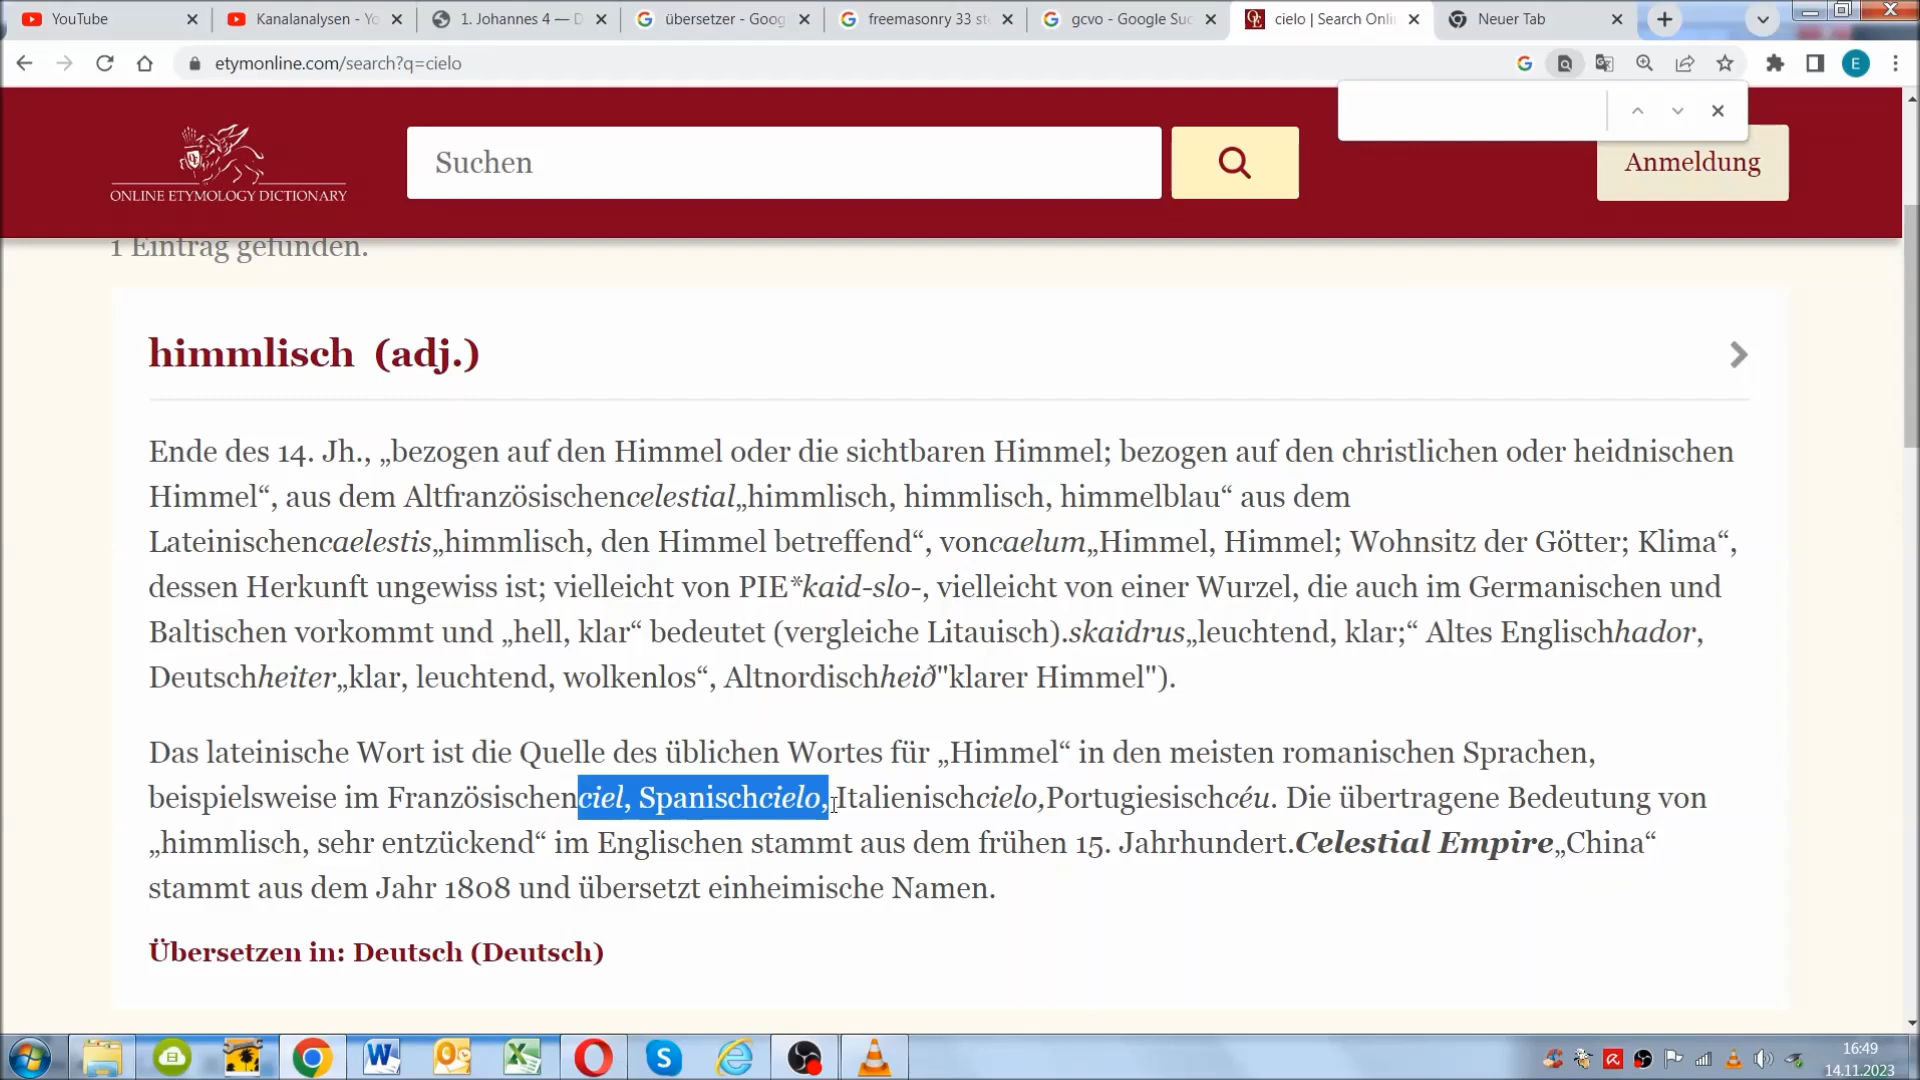 YouTube
Kanalanalysen - Yo
1. Johannes 4 — D
übersetzer - Goog
freemasonry 33 st
gcvo - Google Suc
cielo | Search Onli
Neuer Tab
etymonline.com/search?q=cielo
E
ONLINE ETYMOLOGY DICTIONARY
Suchen
Anmeldung
1 Eintrag gefunden.
himmlisch (adj.)
Ende des 14. Jh., „bezogen auf den Himmel oder die sichtbaren Himmel; bezogen auf den christlichen oder heidnischen
Himmel“, aus dem Altfranzösischencelestial„himmlisch, himmlisch, himmelblau“ aus dem
Lateinischencaelestis„himmlisch, den Himmel betreffend“, voncaelum„Himmel, Himmel; Wohnsitz der Götter; Klima“,
dessen Herkunft ungewiss ist; vielleicht von PIE*kaid-slo-, vielleicht von einer Wurzel, die auch im Germanischen und
Baltischen vorkommt und „hell, klar“ bedeutet (vergleiche Litauisch).skaidrus„leuchtend, klar;“ Altes Englischhador,
Deutschheiter„klar, leuchtend, wolkenlos“, Altnordischheið"klarer Himmel").
Das lateinische Wort ist die Quelle des üblichen Wortes für „Himmel“ in den meisten romanischen Sprachen,
beispielsweise im Französischenciel, Spanischcielo, Italienischcielo,Portugiesischcéu. Die übertragene Bedeutung von
„himmlisch, sehr entzückend“ im Englischen stammt aus dem frühen 15. Jahrhundert.Celestial Empire„China“
stammt aus dem Jahr 1808 und übersetzt einheimische Namen.
Übersetzen in: Deutsch (Deutsch)
16:49
14.11.2023